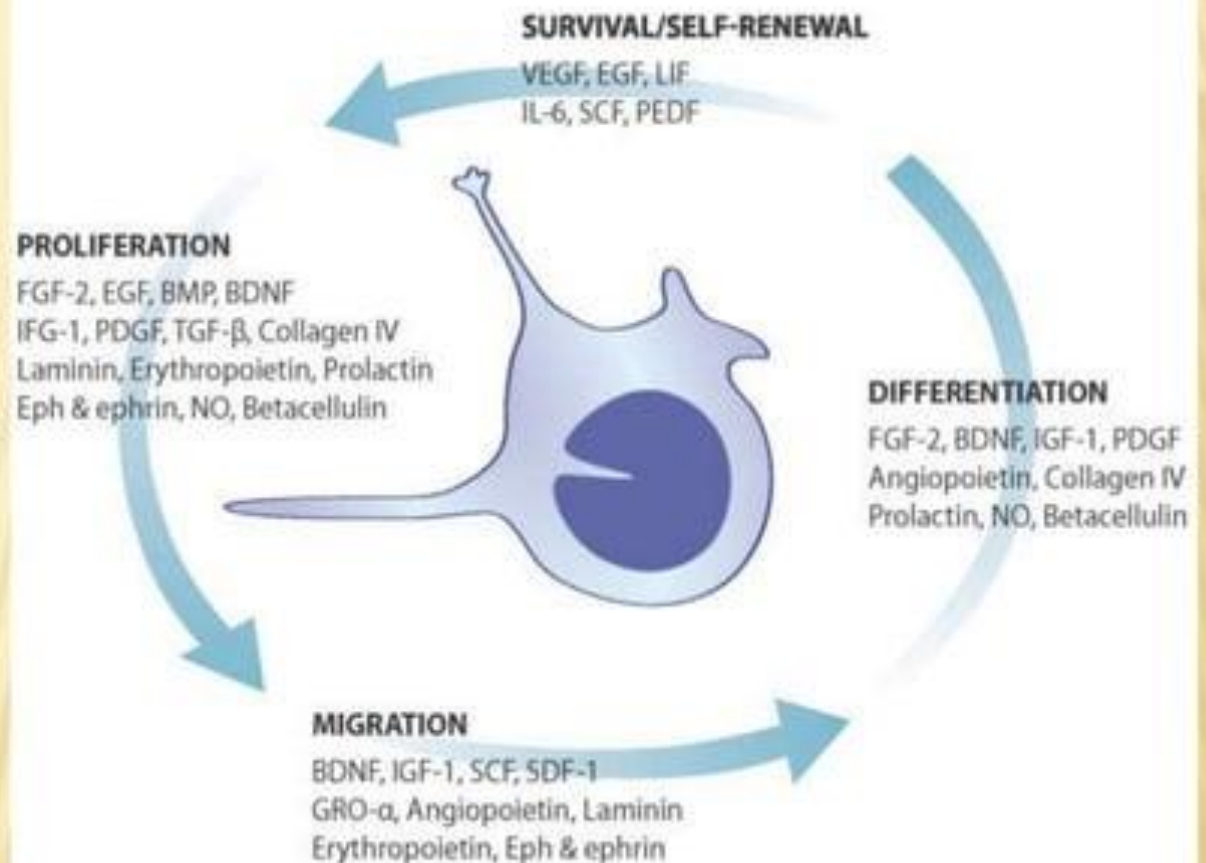 SURVIVAL/SELF-RENEWAL
VEGF, EGF, LIF
IL-6, SCF, PEDF
PROLIFERATION
FGF-2, EGF, BMP, BDNF
IFG-1, PDGF, TGF-β, Collagen IV
Laminin, Erythropoietin, Prolactin
Eph & ephrin, NO, Betacellulin
DIFFERENTIATION
FGF-2, BDNF, IGF-1, PDGF
Angiopoietin, Collagen IV
Prolactin, NO, Betacellulin
MIGRATION
BDNF, IGF-1, SCF, SDF-1
GRO-α, Angiopoietin, Laminin
Erythropoietin, Eph & ephrin